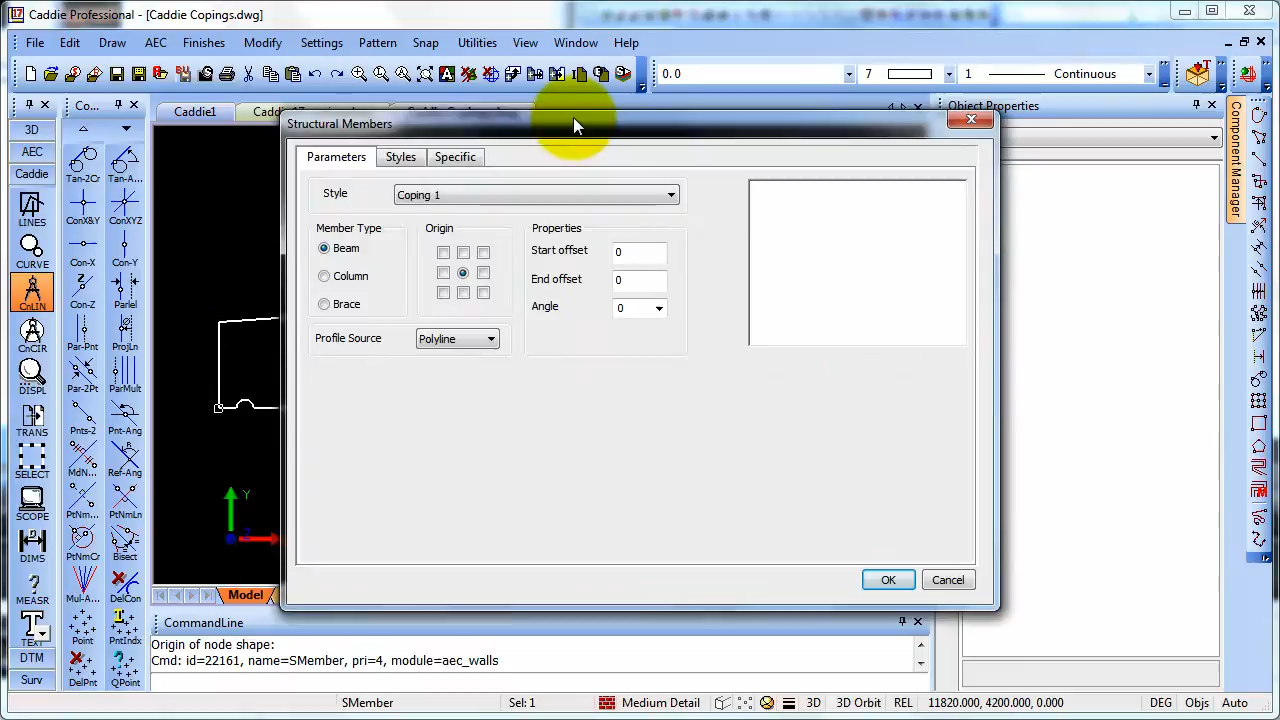 Caddie Professional - [Caddie Copings.dwg]
File Edit Draw AEC Finishes Modify Settings Pattern Snap Utilities View Window Help
0.0 7 1 Continuous
Co...
Caddie1
Object Properties
3D
AEC
Caddie
LINES
CURVE
CnLIN
CnCIR
DISPL
TRANS
SELECT
SCOPE
DIMS
MEASR
TEXT
DTM
Surv
Tan-2Cr Tan-A...
ConX&Y ConXYZ
Con-X Con-Y
Con-Z Parlel
Par-Pnt ProjLn
Par-2Pt ParMult
Pnts-2 Pnt-Ang
MdN... Ref-Ang
PtNm... PtNmLn
PtNmCr Bisect
Mul-A... DelCon
Point PntIndx
DelPnt QPoint
Structural Members
Parameters Styles Specific
Style Coping 1
Member Type Origin Properties
Beam
Column
Brace
Start offset 0
End offset 0
Angle 0
Profile Source Polyline
OK Cancel
Y
Z
Model
CommandLine
Origin of node shape:
Cmd: id=22161, name=SMember, pri=4, module=aec_walls
Component Manager
SMember Sel: 1 Medium Detail 3D 3D Orbit REL 11820.000, 4200.000, 0.000 DEG Objs Auto